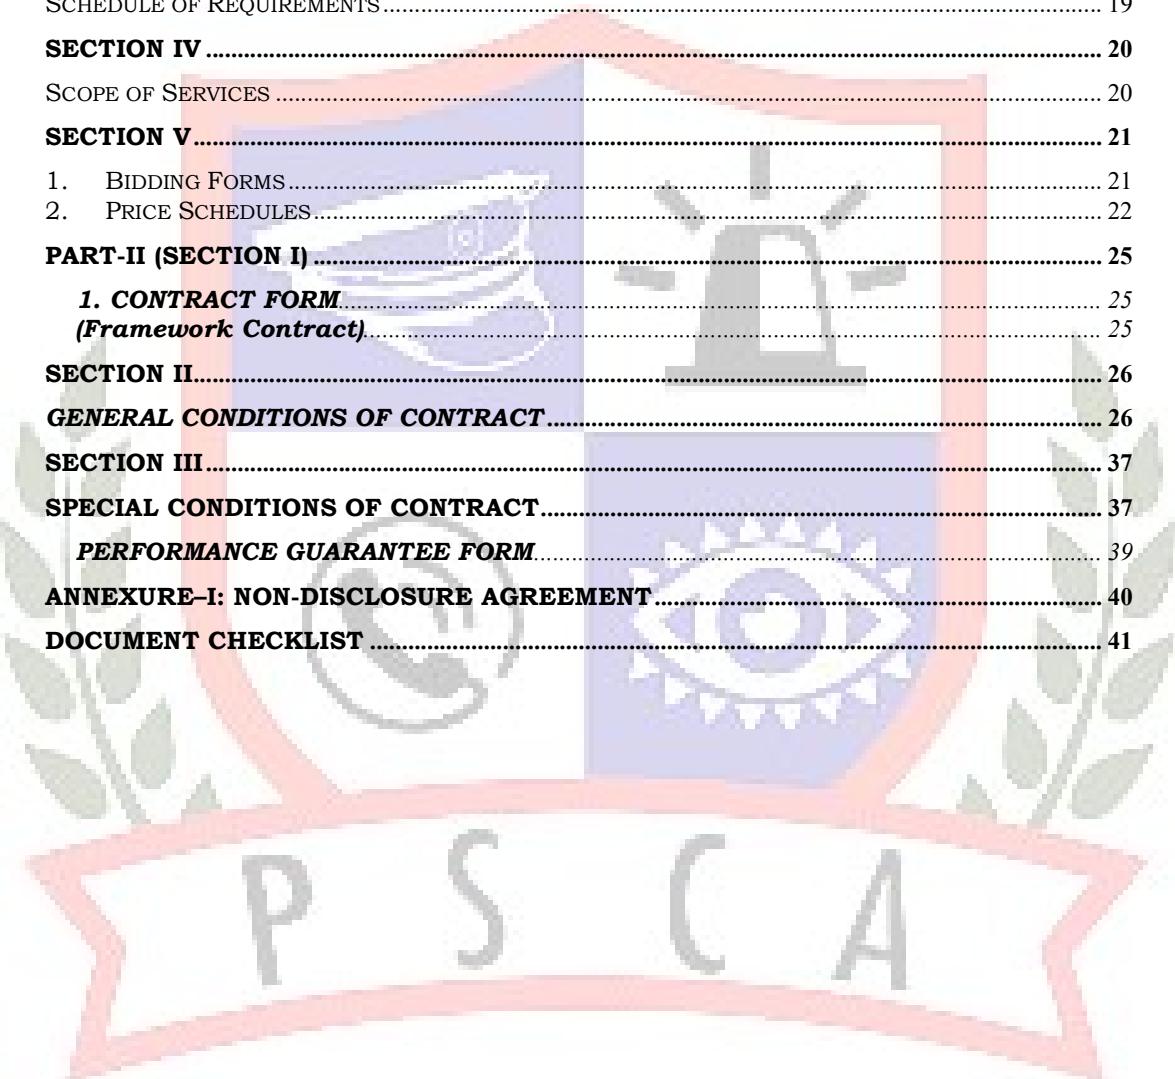 SCHEDULE OF REQUIREMENTS 19
SECTION IV 20
SCOPE OF SERVICES 20
SECTION V 21
1. BIDDING FORMS 21
2. PRICE SCHEDULES 22
PART-II (SECTION I) 25
1. CONTRACT FORM 25
(Framework Contract) 25
SECTION II 26
GENERAL CONDITIONS OF CONTRACT 26
SECTION III 37
SPECIAL CONDITIONS OF CONTRACT 37
PERFORMANCE GUARANTEE FORM 39
ANNEXURE–I: NON-DISCLOSURE AGREEMENT 40
DOCUMENT CHECKLIST 41
P S C A